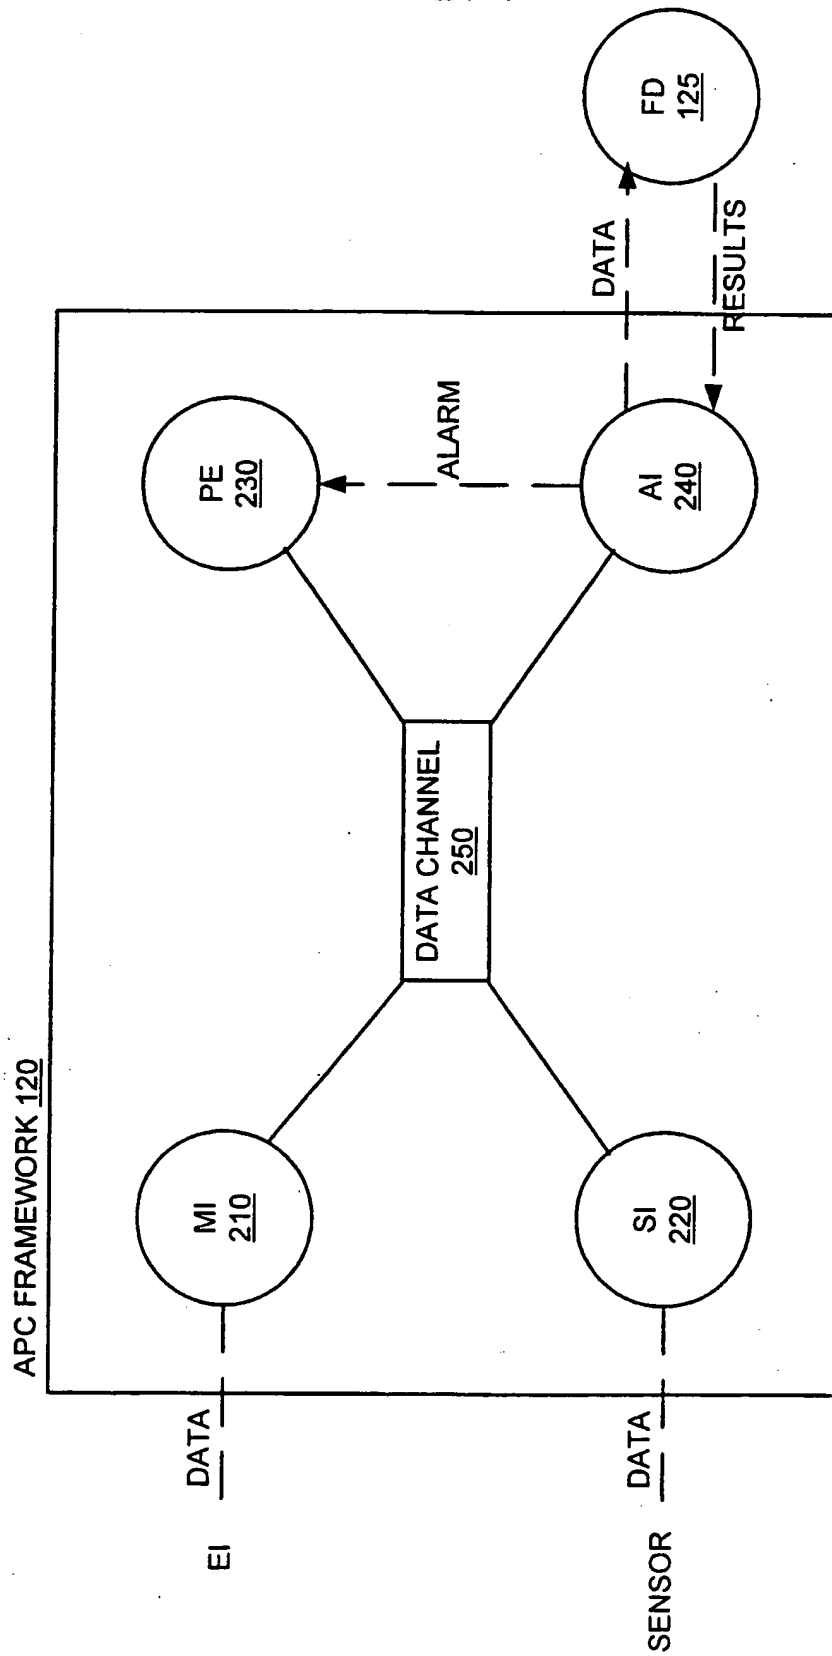 APC FRAMEWORK 120
EI
DATA
MI
210
PE
230
DATA CHANNEL
250
ALARM
SENSOR
DATA
SI
220
AI
240
DATA
RESULTS
FD
125